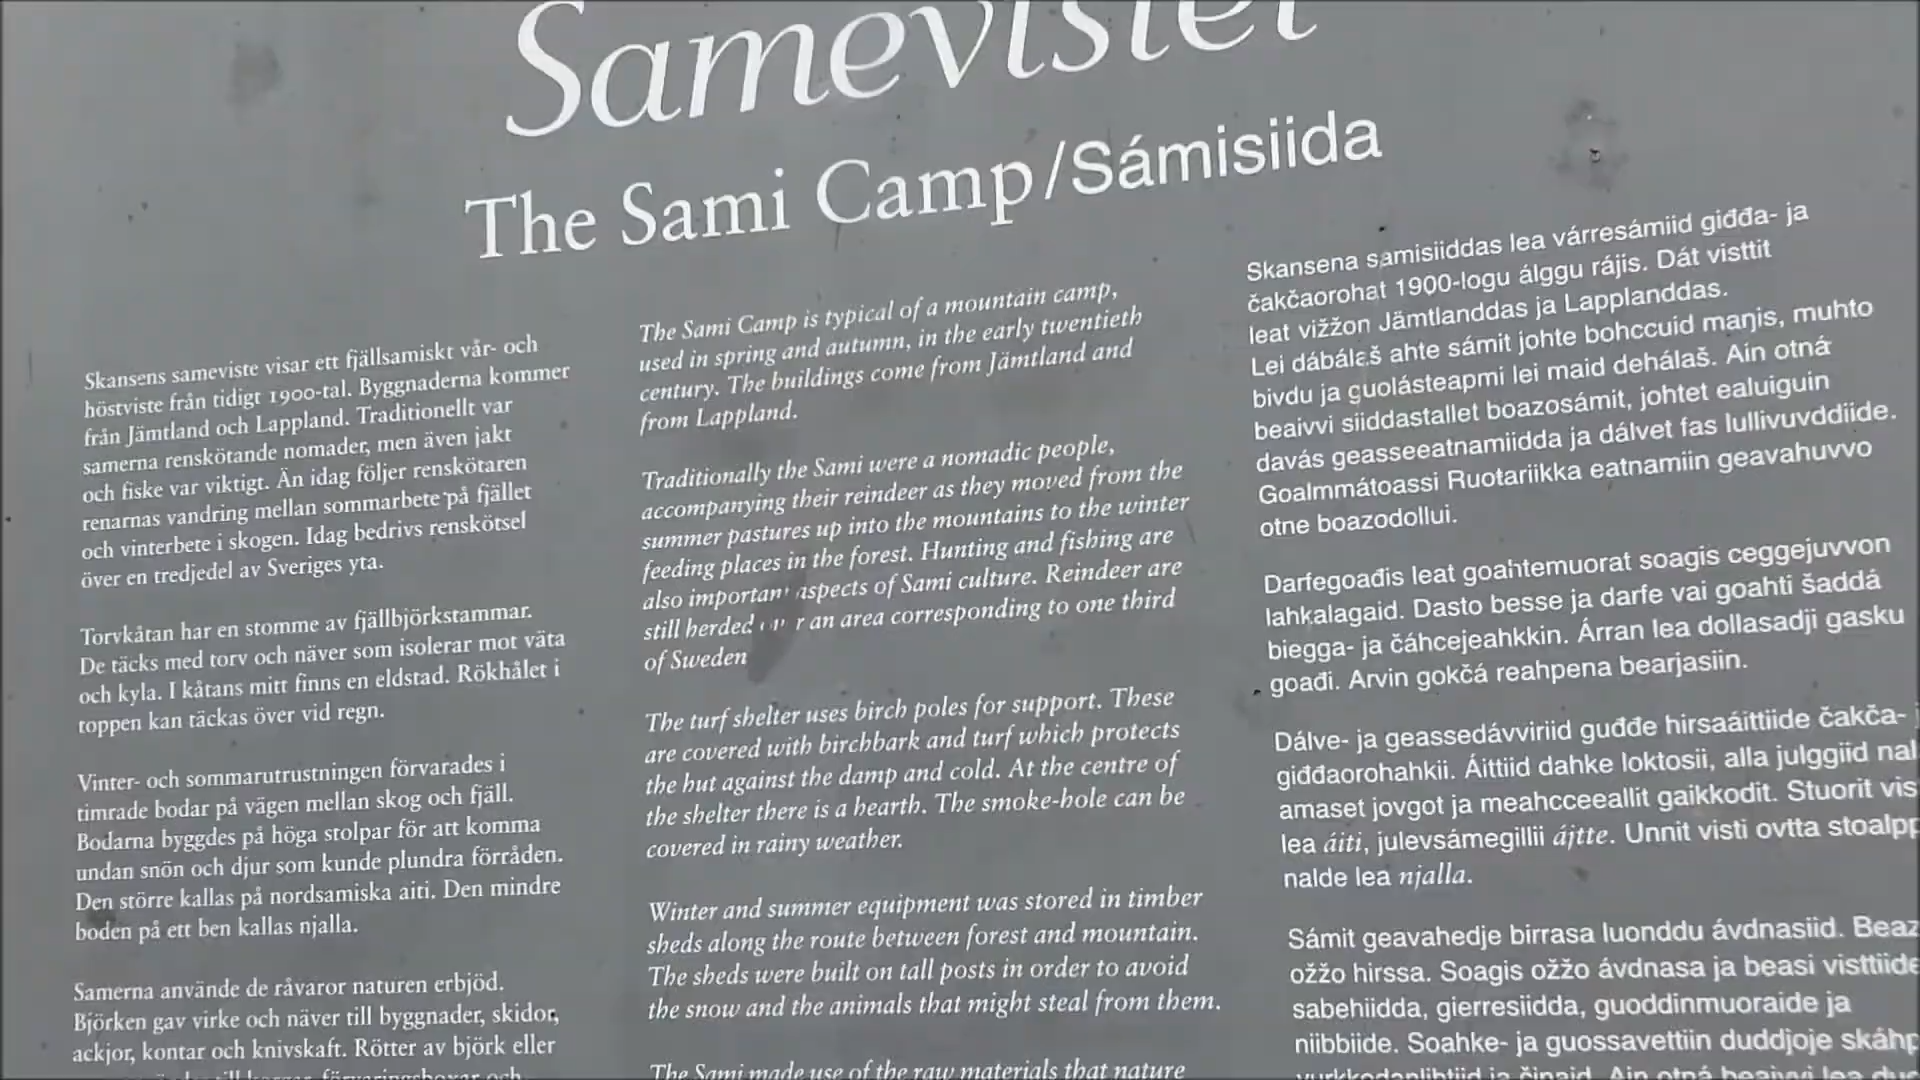 Samevistet
The Sami Camp/Sámisiida
Skansens sameviste visar ett fjällsamiskt vår- och
höstviste från tidigt 1900-tal. Byggnaderna kommer
från Jämtland och Lappland. Traditionellt var
samerna renskötande nomader, men även jakt
och fiske var viktigt. Än idag följer renskötaren
renarnas vandring mellan sommarbete på fjället
och vinterbete i skogen. Idag bedrivs renskötsel
över en tredjedel av Sveriges yta.
Torvkåtan har en stomme av fjällbjörkstammar.
De täcks med torv och näver som isolerar mot väta
och kyla. I kåtans mitt finns en eldstad. Rökhålet i
toppen kan täckas över vid regn.
Vinter- och sommarutrustningen förvarades i
timrade bodar på vägen mellan skog och fjäll.
Bodarna byggdes på höga stolpar för att komma
undan snön och djur som kunde plundra förråden.
Den större kallas på nordsamiska aiti. Den mindre
boden på ett ben kallas njalla.
Samerna använde de råvaror naturen erbjöd.
Björken gav virke och näver till byggnader, skidor,
ackjor, kontar och knivskaft. Rötter av björk eller
The Sami Camp is typical of a mountain camp,
used in spring and autumn, in the early twentieth
century. The buildings come from Jämtland and
from Lappland.
Traditionally the Sami were a nomadic people,
accompanying their reindeer as they moved from the
summer pastures up into the mountains to the winter
feeding places in the forest. Hunting and fishing are
also important aspects of Sami culture. Reindeer are
still herded over an area corresponding to one third
of Sweden
The turf shelter uses birch poles for support. These
are covered with birchbark and turf which protects
the hut against the damp and cold. At the centre of
the shelter there is a hearth. The smoke-hole can be
covered in rainy weather.
Winter and summer equipment was stored in timber
sheds along the route between forest and mountain.
The sheds were built on tall posts in order to avoid
the snow and the animals that might steal from them.
The Sami made use of the raw materials that nature
Skansena samisiiddas lea várresámiid giđđa- ja
čakčaorohat 1900-logu álggu rájis. Dát visttit
leat vižžon Jämtlanddas ja Lapplanddas.
Lei dábálaš ahte sámit johte bohccuid maŋis, muhto
bivdu ja guolásteapmi lei maid dehálaš. Ain otná
beaivvi siiddastallet boazosámit, johtet ealuiguin
davás geasseeatnamiidda ja dálvet fas lullivuvddiide.
Goalmmátoassi Ruotariikka eatnamiin geavahuvvo
otne boazodollui.
Darfegoađis leat goahtemuorat soagis ceggejuvvon
lahkalagaid. Dasto besse ja darfe vai goahti šaddá
biegga- ja čáhcejeahkkin. Árran lea dollasadji gasku
goađi. Arvin gokčá reahpena bearjasiin.
Dálve- ja geassedávviriid guđđe hirsaáittiide čakča- ja
giđđaorohahkii. Áittiid dahke loktosii, alla julggiid nal
amaset jovgot ja meahcceeallit gaikkodit. Stuorit vis
lea áiti, julevsámegillii ájtte. Unnit visti ovtta stoalpp
nalde lea njalla.
Sámit geavahedje birrasa luonddu ávdnasiid. Beaz
ožžo hirssa. Soagis ožžo ávdnasa ja beasi visttiide
sabehiidda, gierresiidda, guoddinmuoraide ja
niibbiide. Soahke- ja guossavettiin duddjoje skáhp